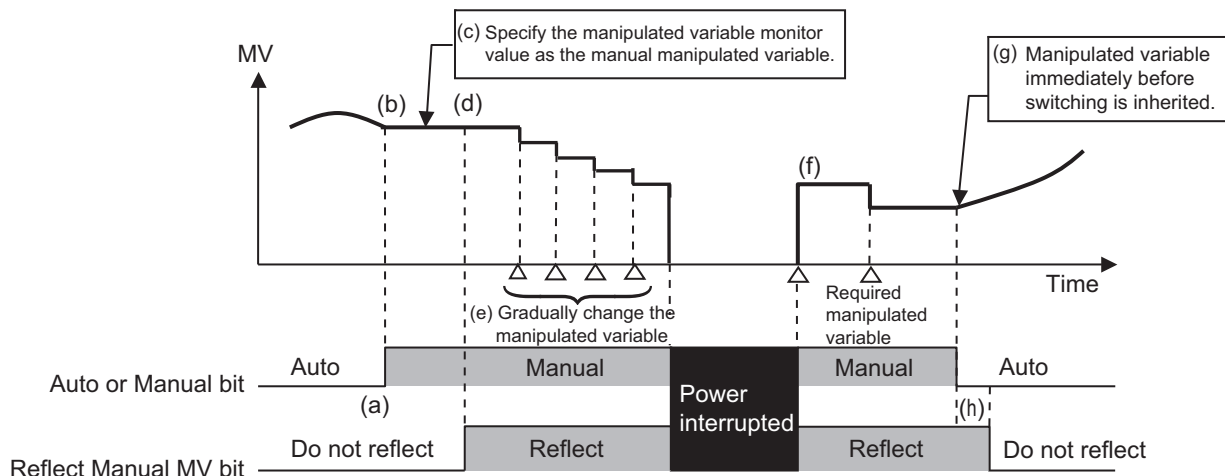 (c) Specify the manipulated variable monitor
value as the manual manipulated variable.
(g) Manipulated variable
immediately before
switching is inherited.
MV
(b)
(d)
(f)
Time
(e) Gradually change the
manipulated variable
Required
manipulated
variable
Auto or Manual bit
Auto
(a)
Manual
Power
interrupted
Manual
Auto
(h)
Reflect Manual MV bit
Do not reflect
Reflect
Reflect
Do not reflect